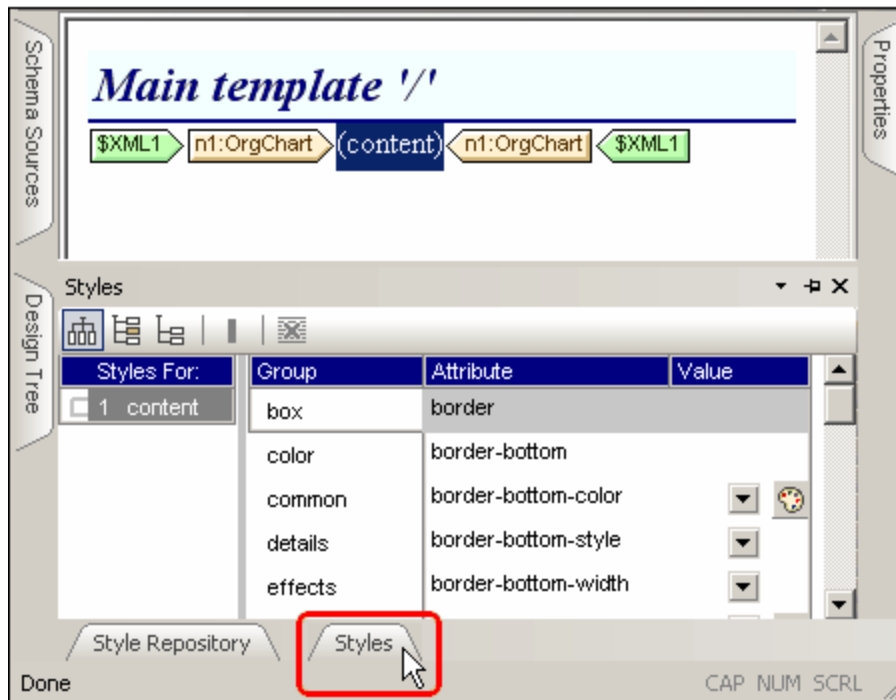 Schema Sources
Properties
Main template '/'
$XML1 n1:OrgChart (content) n1:OrgChart $XML1
Design Tree
Styles
Styles For: Group Attribute Value
1 content box border
color border-bottom
common border-bottom-color
details border-bottom-style
effects border-bottom-width
Style Repository Styles
Done CAP NUM SCRL